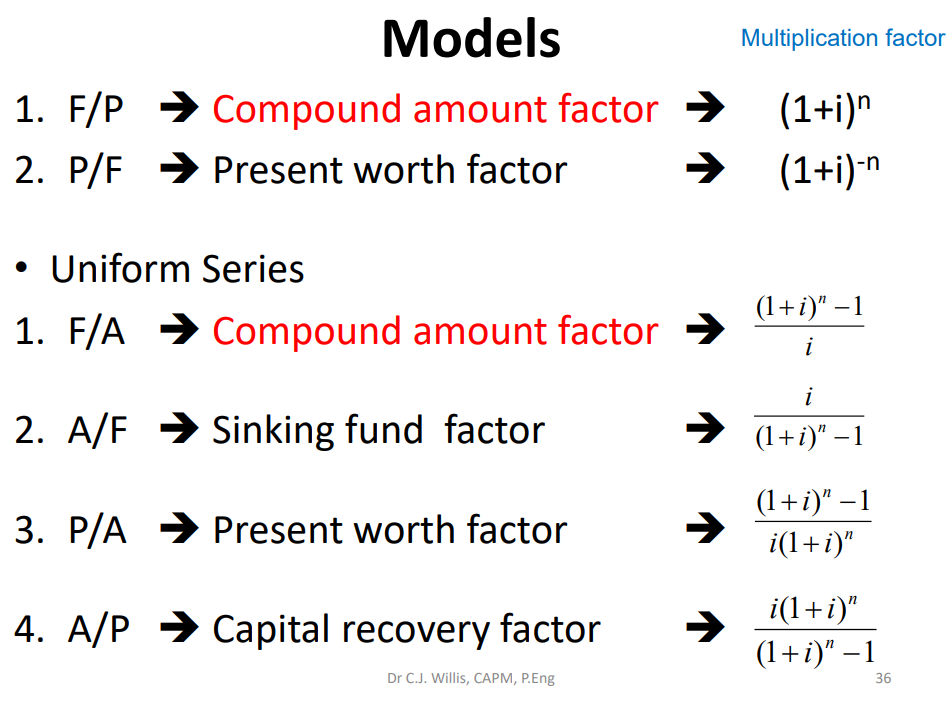 Models
Multiplication factor
1. F/P ➔ Compound amount factor ➔ (1+i)ⁿ
2. P/F ➔ Present worth factor ➔ (1+i)⁻ⁿ
• Uniform Series
1. F/A ➔ Compound amount factor ➔ \frac{(1+i)^n-1}{i}
2. A/F ➔ Sinking fund factor ➔ \frac{i}{(1+i)^n-1}
3. P/A ➔ Present worth factor ➔ \frac{(1+i)^n-1}{i(1+i)^n}
4. A/P ➔ Capital recovery factor ➔ \frac{i(1+i)^n}{(1+i)^n-1}
Dr C.J. Willis, CAPM, P.Eng
36